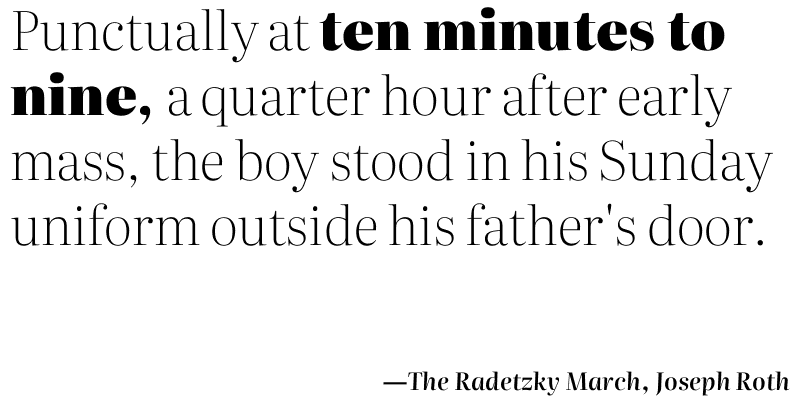 Punctually at ten minutes to
nine, a quarter hour after early
mass, the boy stood in his Sunday
uniform outside his father's door.
—The Radetzky March, Joseph Roth